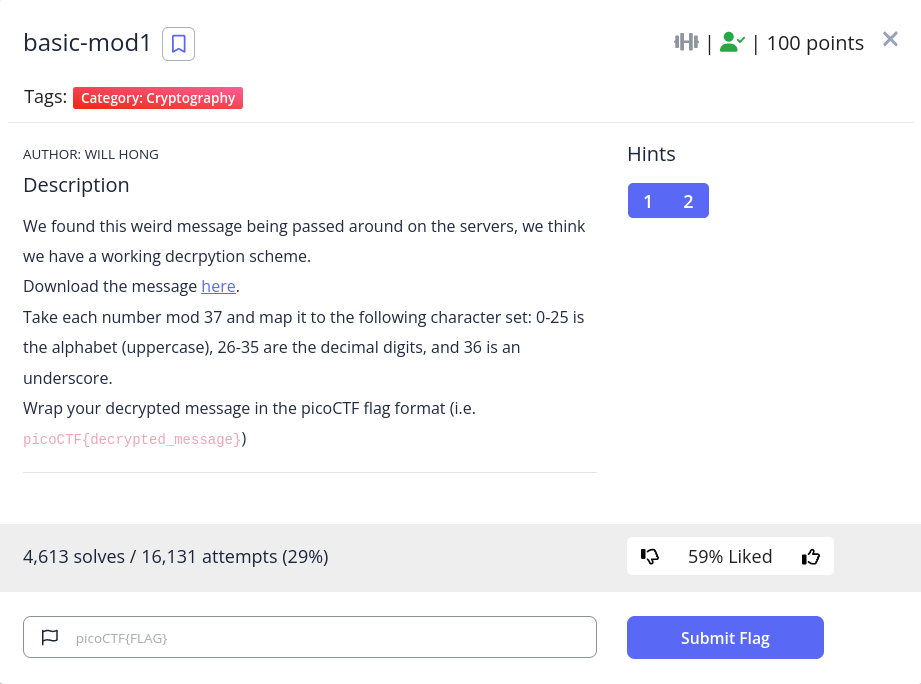 basic-mod1
| | 100 points
Tags: Category: Cryptography
AUTHOR: WILL HONG
Description
We found this weird message being passed around on the servers, we think
we have a working decrpytion scheme.
Download the message here.
Take each number mod 37 and map it to the following character set: 0-25 is
the alphabet (uppercase), 26-35 are the decimal digits, and 36 is an
underscore.
Wrap your decrypted message in the picoCTF flag format (i.e.
picoCTF{decrypted_message})
Hints
1 2
4,613 solves / 16,131 attempts (29%)
59% Liked
picoCTF{FLAG}
Submit Flag